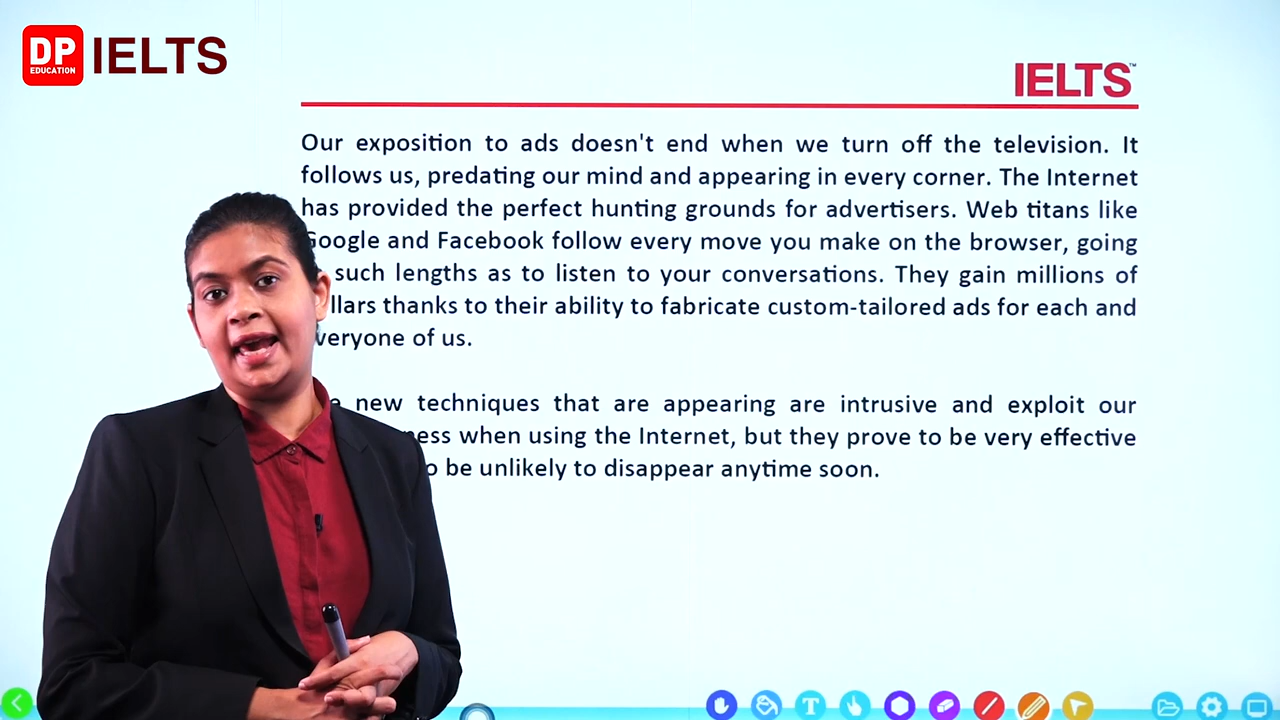 DP
EDUCATION
IELTS
IELTS™
Our exposition to ads doesn't end when we turn off the television. It
follows us, predating our mind and appearing in every corner. The Internet
has provided the perfect hunting grounds for advertisers. Web titans like
Google and Facebook follow every move you make on the browser, going
such lengths as to listen to your conversations. They gain millions of
dollars thanks to their ability to fabricate custom-tailored ads for each and
everyone of us.
new techniques that are appearing are intrusive and exploit our
when using the Internet, but they prove to be very effective
be unlikely to disappear anytime soon.
T